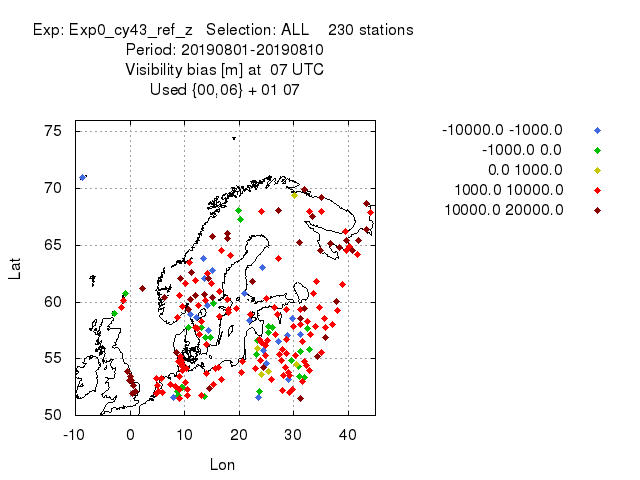 Exp: Exp0_cy43_ref_z   Selection: ALL    230 stations
Period: 20190801-20190810
Visibility bias [m] at  07 UTC
Used {00,06} + 01 07
-10000.0 -1000.0
-1000.0 0.0
0.0 1000.0
1000.0 10000.0
10000.0 20000.0
75
70
65
60
55
50
Lat
-10 0 10 20 30 40
Lon